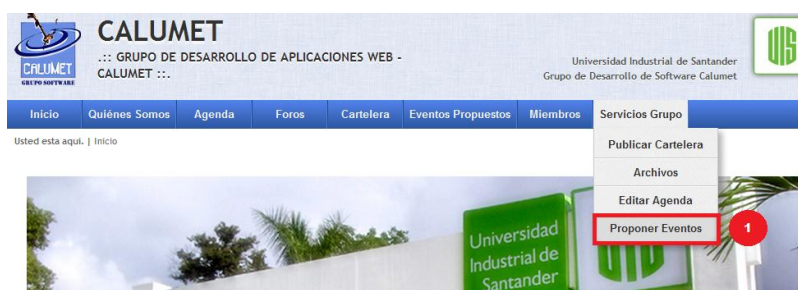 CALUMET
.:: GRUPO DE DESARROLLO DE APLICACIONES WEB -
CALUMET ::.
CALUMET
GRUPO SOFTWARE
Universidad Industrial de Santander
Grupo de Desarrollo de Software Calumet
UIS
Inicio Quiénes Somos Agenda Foros Cartelera Eventos Propuestos Miembros Servicios Grupo
Usted esta aqui. | Inicio
Publicar Cartelera
Archivos
Editar Agenda
Proponer Eventos 1
Universidad
Industrial de
Santander